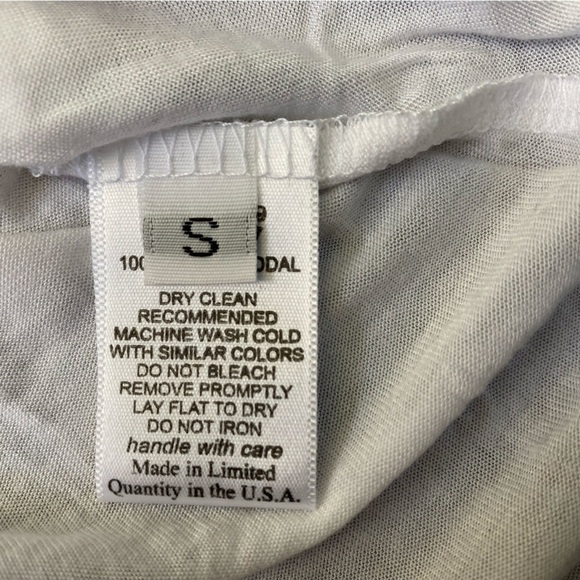 S
DRY CLEAN
RECOMMENDED
MACHINE WASH COLD
WITH SIMILAR COLORS
DO NOT BLEACH
REMOVE PROMPTLY
LAY FLAT TO DRY
DO NOT IRON
handle with care
Made in Limited
Quantity in the U.S.A.